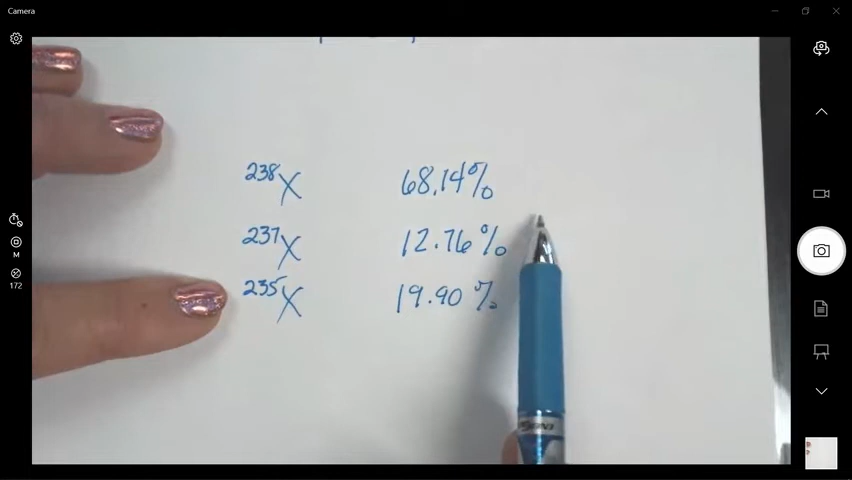 Camera
²³⁸X 68.14%
²³⁷X 12.76%
²³⁵X 19.90%
M
172